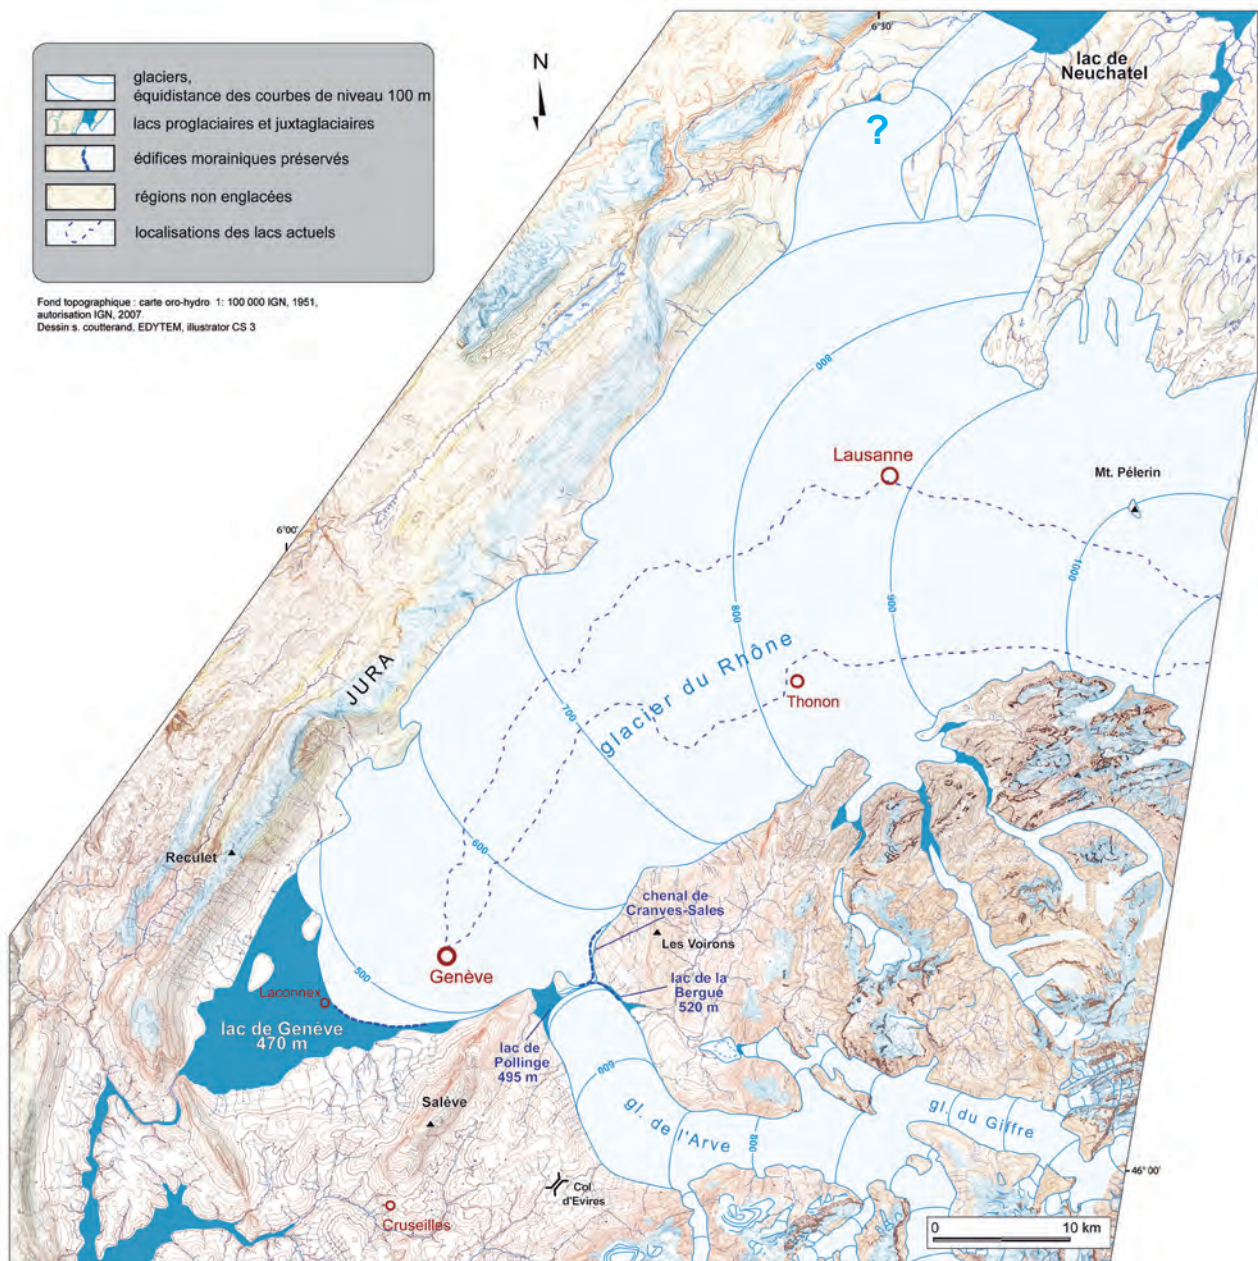 glaciers,
équidistance des courbes de niveau 100 m
lacs proglaciaires et juxtaglaciaires
édifices morainiques préservés
régions non englacées
localisations des lacs actuels
Fond topographique : carte oro-hydro 1: 100 000 IGN, 1951,
autorisation IGN, 2007.
Dessin s. coutterand, EDYTEM, illustrator CS 3
N
6°30'
lac de
Neuchatel
?
800
Lausanne
Mt. Pélerin
6°00'
1000
800
900
glacier du Rhône
JURA
Thonon
700
Reculet
600
chenal de
Cranves-Sales
Les Voirons
Genève
500
lac de la
Bergue
520 m
Laconnex
lac de Genève
470 m
lac de
Pollinge
495 m
600
Salève
gl. de l'Arve
800
gl. du Giffre
46° 00'
Col
d'Evires
Cruseilles
0
10 km